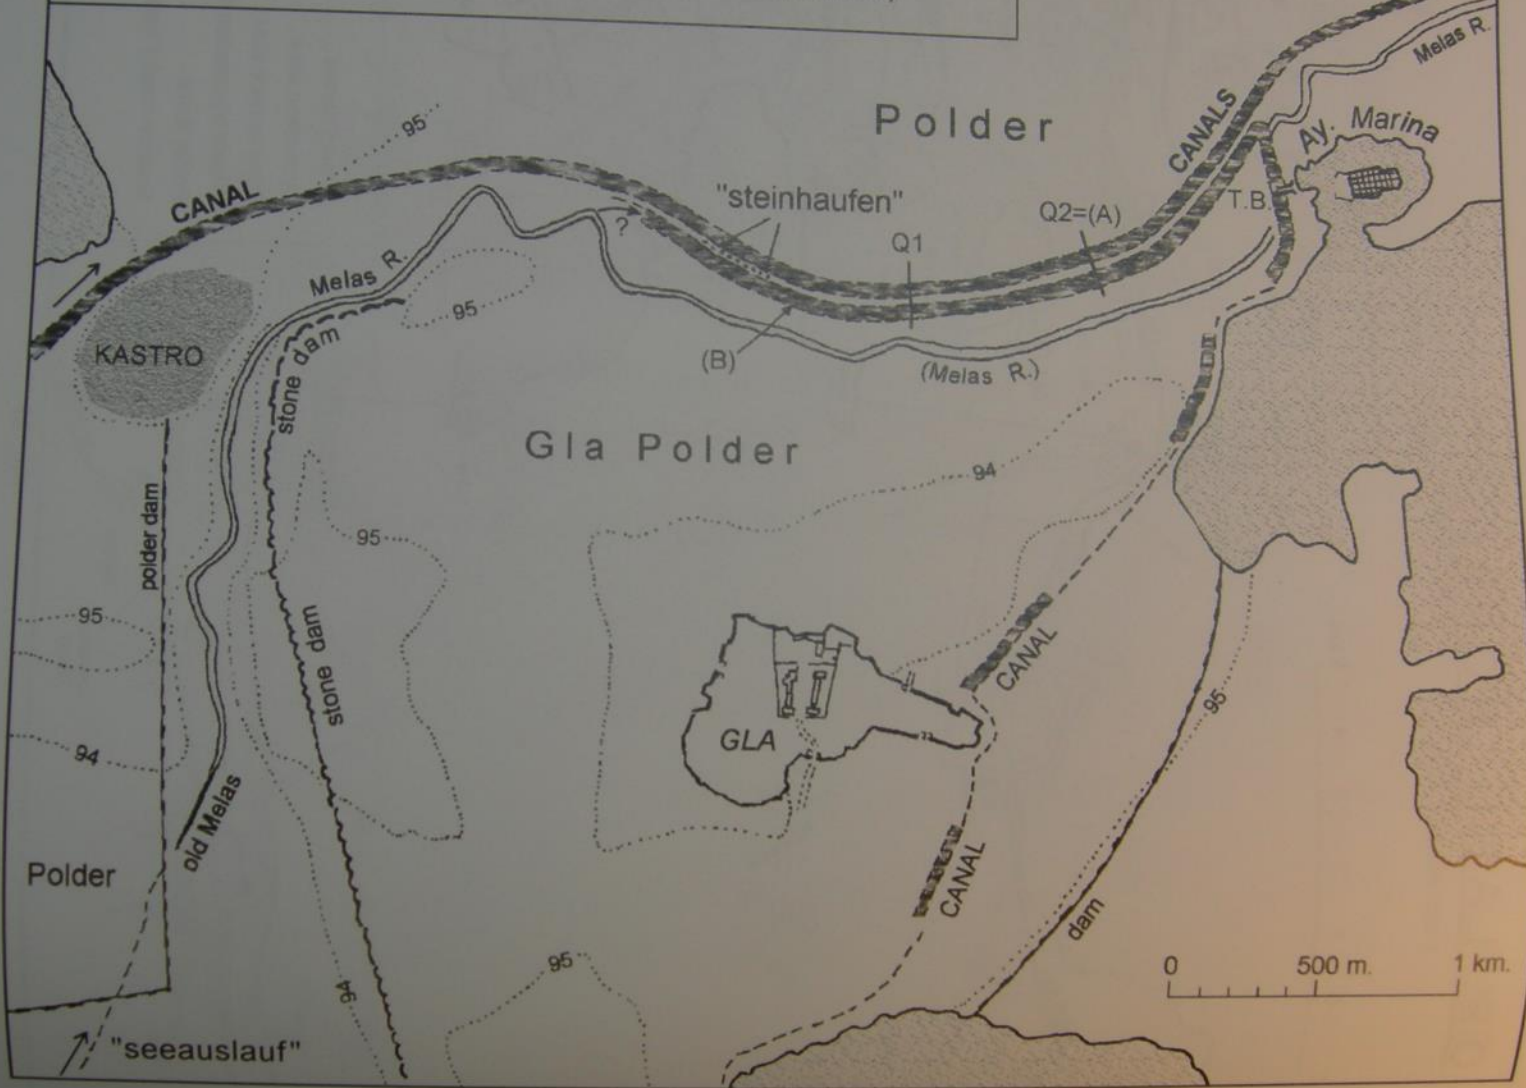 Melas R.
95
Polder
CANALS
Ay. Marina
CANAL
"steinhaufen"
Q2=(A)
T.B.
?
Q1
Melas R.
95
KASTRO
stone dam
(B)
(Melas R.)
Gla Polder
94
polder dam
95
95
stone dam
CANAL
95
GLA
94
old Melas
CANAL
Polder
dam
95
94
0 500 m. 1 km.
"seeauslauf"